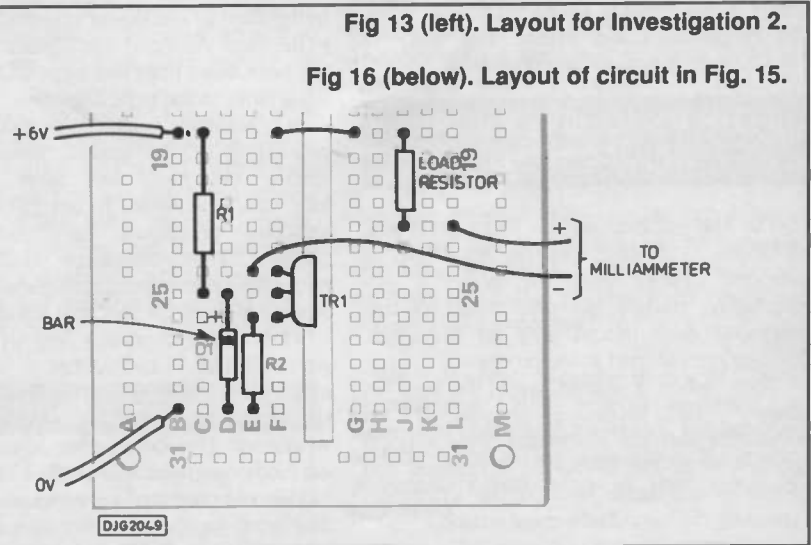 Fig 13 (left). Layout for Investigation 2.
Fig 16 (below). Layout of circuit in Fig. 15.
+6V
19
19
LOAD
RESISTOR
R1
+
TO
MILLIAMMETER
−
25
TR1
25
BAR
+
R2
A
B
C
D
E
F
G
H
J
K
L
M
31
31
0V
DJG2049